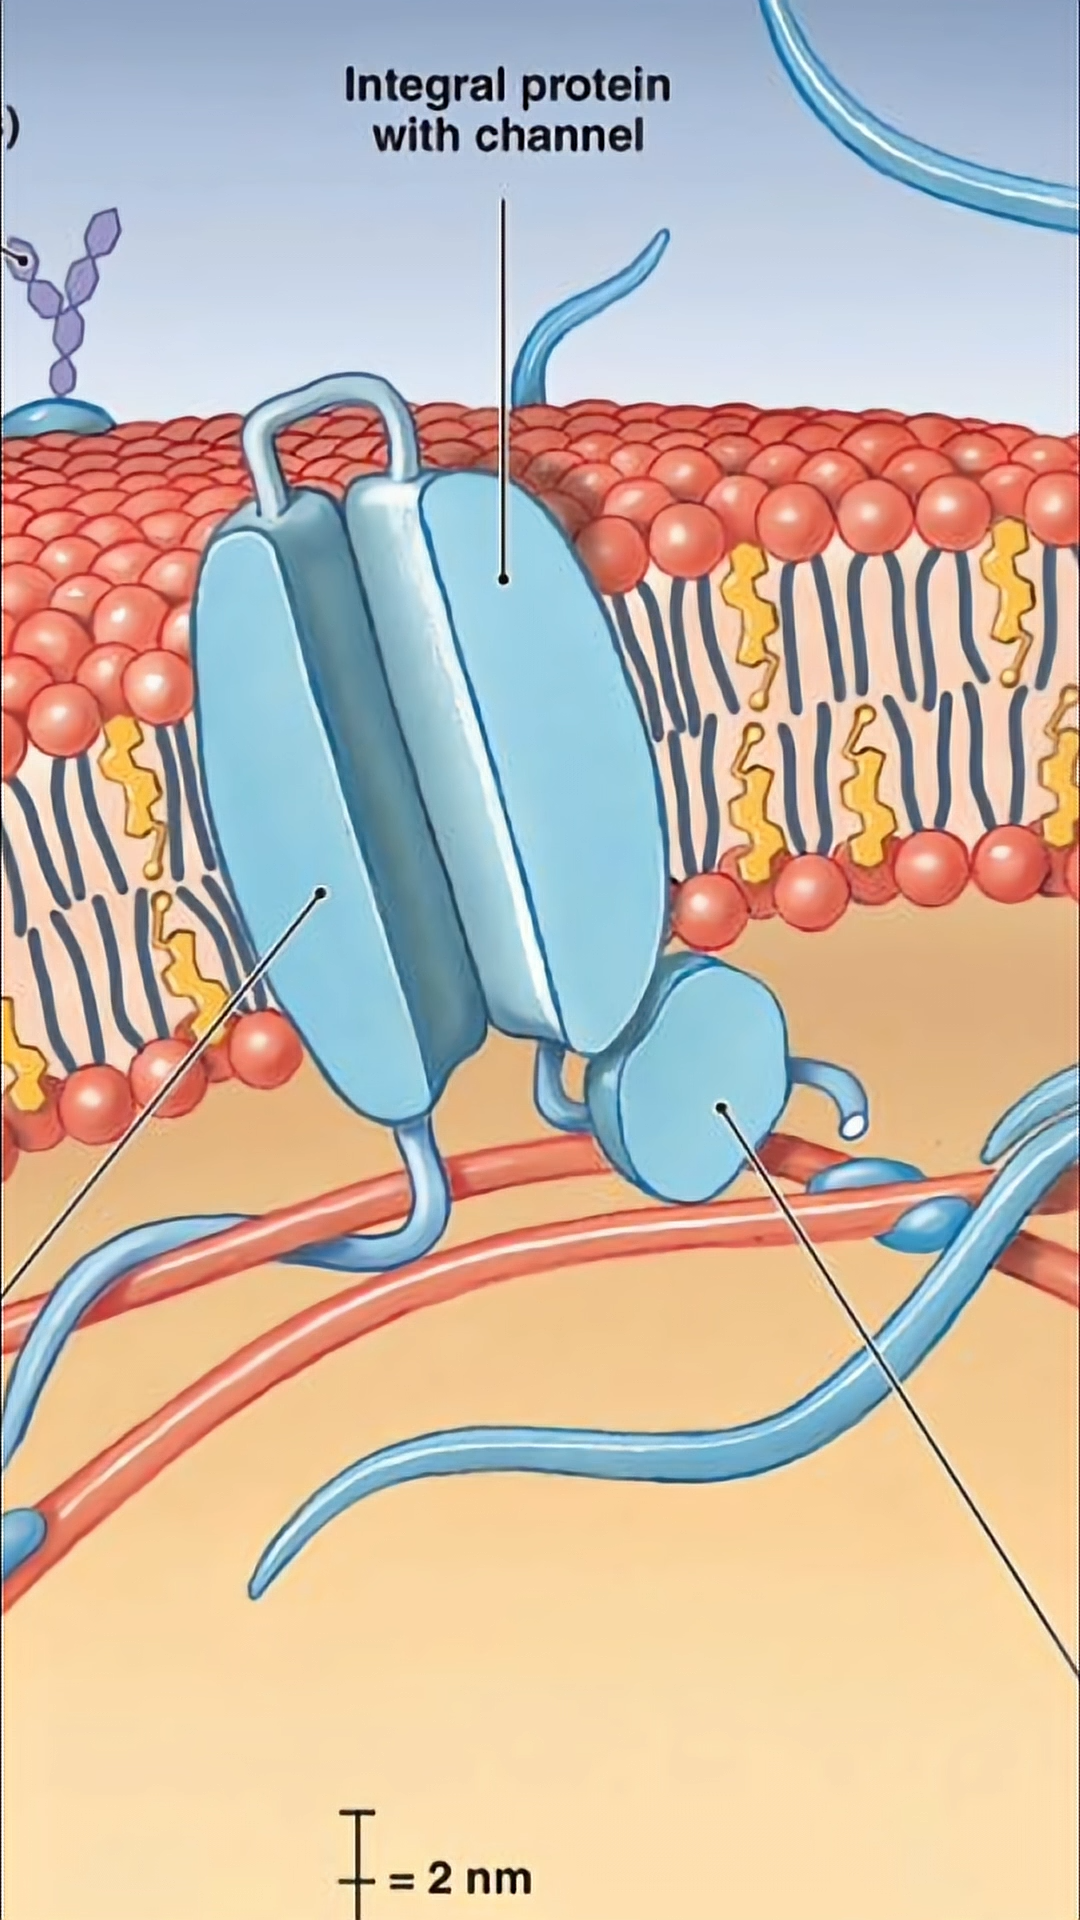 Integral protein
with channel
)
= 2 nm